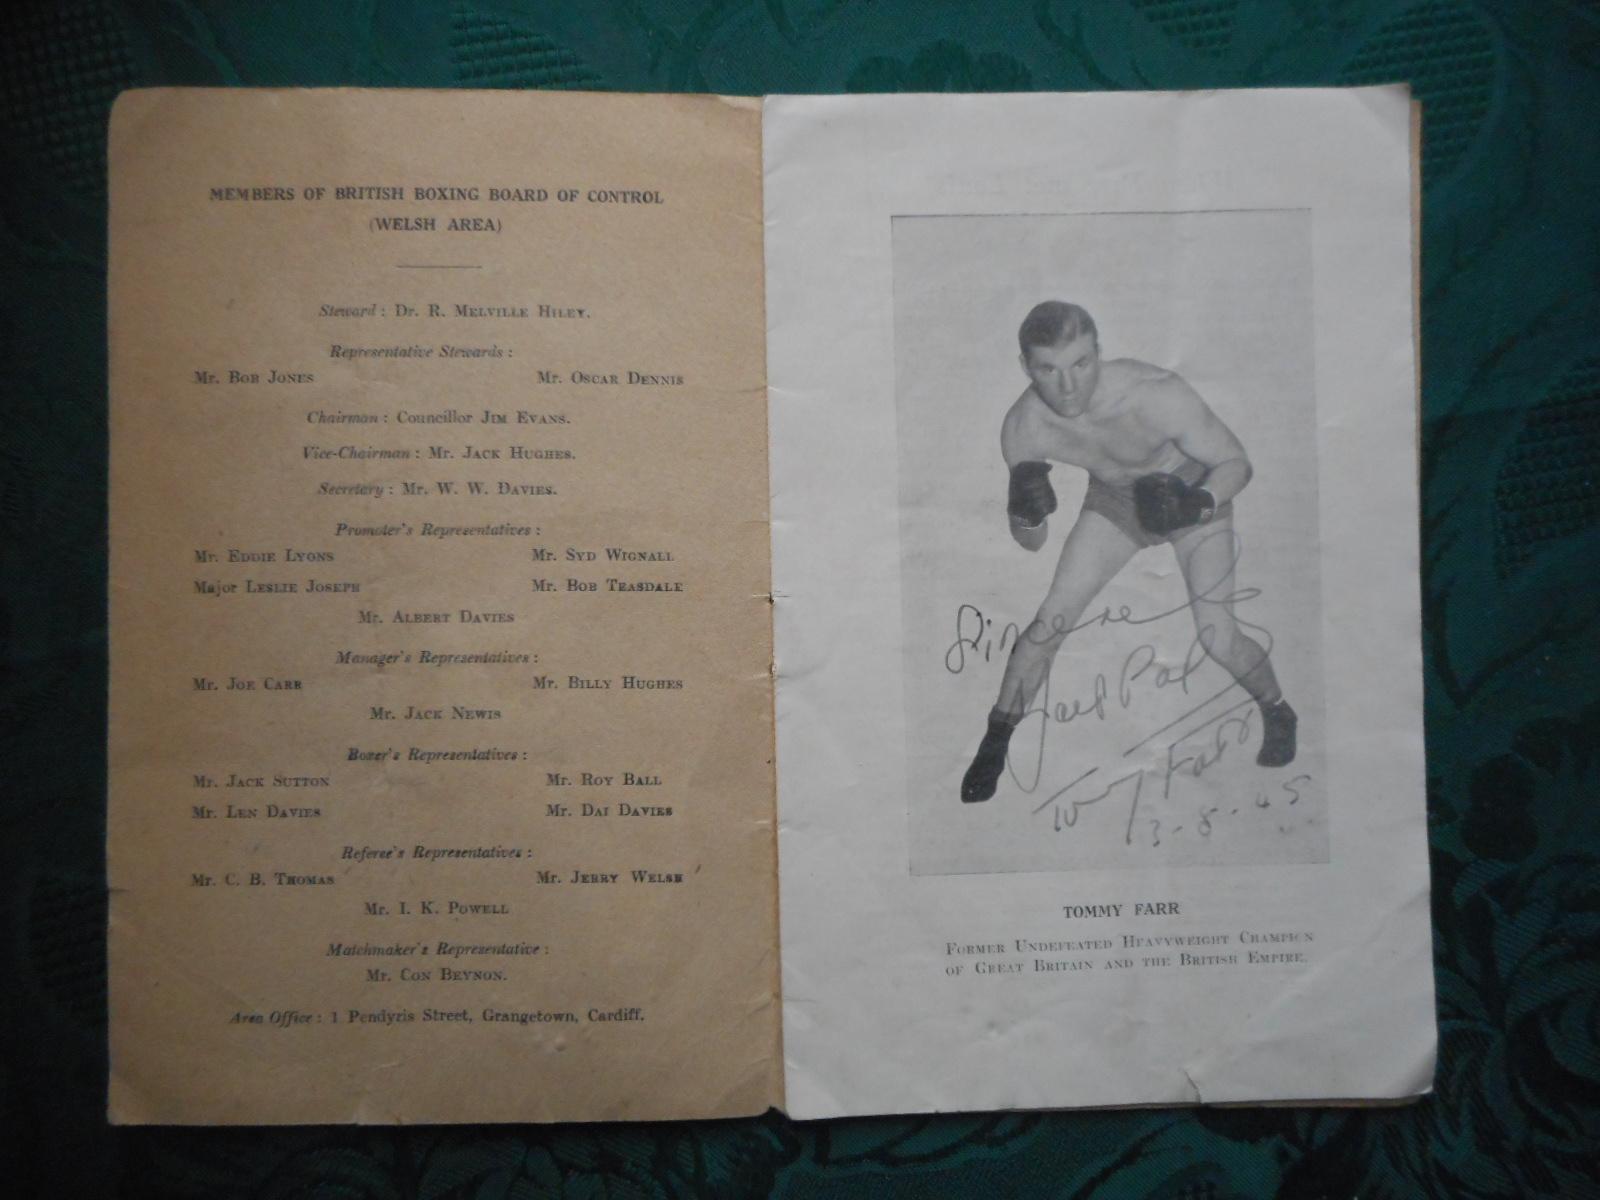 MEMBERS OF BRITISH BOXING BOARD OF CONTROL
(WELSH AREA)
Steward: Dr. R. MELVILLE HILEY.
Representative Stewards:
Mr. BOB JONES Mr. OSCAR DENNIS
Chairman: Councillor JIM EVANS.
Vice-Chairman: Mr. JACK HUGHES.
Secretary: Mr. W. W. DAVIES.
Promoter's Representatives:
Mr. EDDIE LYONS Mr. SYD WIGNALL
Major LESLIE JOSEPH Mr. BOB TEASDALE
Mr. ALBERT DAVIES
Manager's Representatives:
Mr. JOE CARR Mr. BILLY HUGHES
Mr. JACK NEWIS
Boxer's Representatives:
Mr. JACK SUTTON Mr. ROY BALL
Mr. LEN DAVIES Mr. DAI DAVIES
Referee's Representatives:
Mr. C. B. THOMAS Mr. JERRY WELSH
Mr. I. K. POWELL
Matchmaker's Representative:
Mr. CON BEYNON.
Area Office: 1 Pendyris Street, Grangetown, Cardiff.
Sincerely
Your Pal
Tommy Farr
3-8-45
TOMMY FARR
FORMER UNDEFEATED HEAVYWEIGHT CHAMPION
OF GREAT BRITAIN AND THE BRITISH EMPIRE.